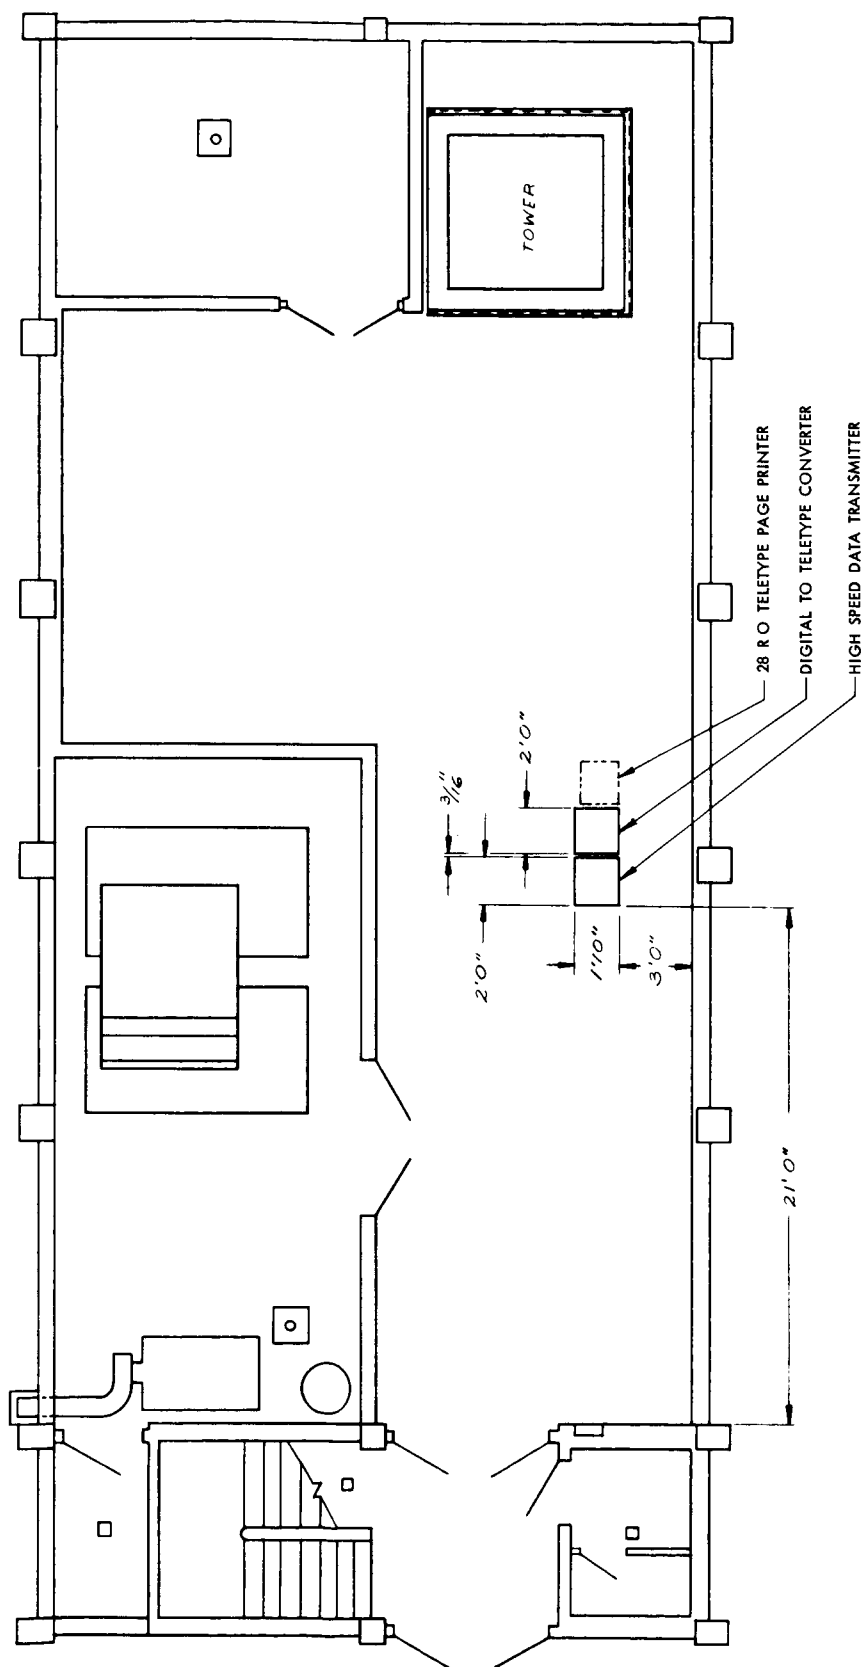 TOWER
28 R O TELETYPE PAGE PRINTER
DIGITAL TO TELETYPE CONVERTER
HIGH SPEED DATA TRANSMITTER
3/16"
2'0"
2'0"
1'10"
3'0"
21'0"